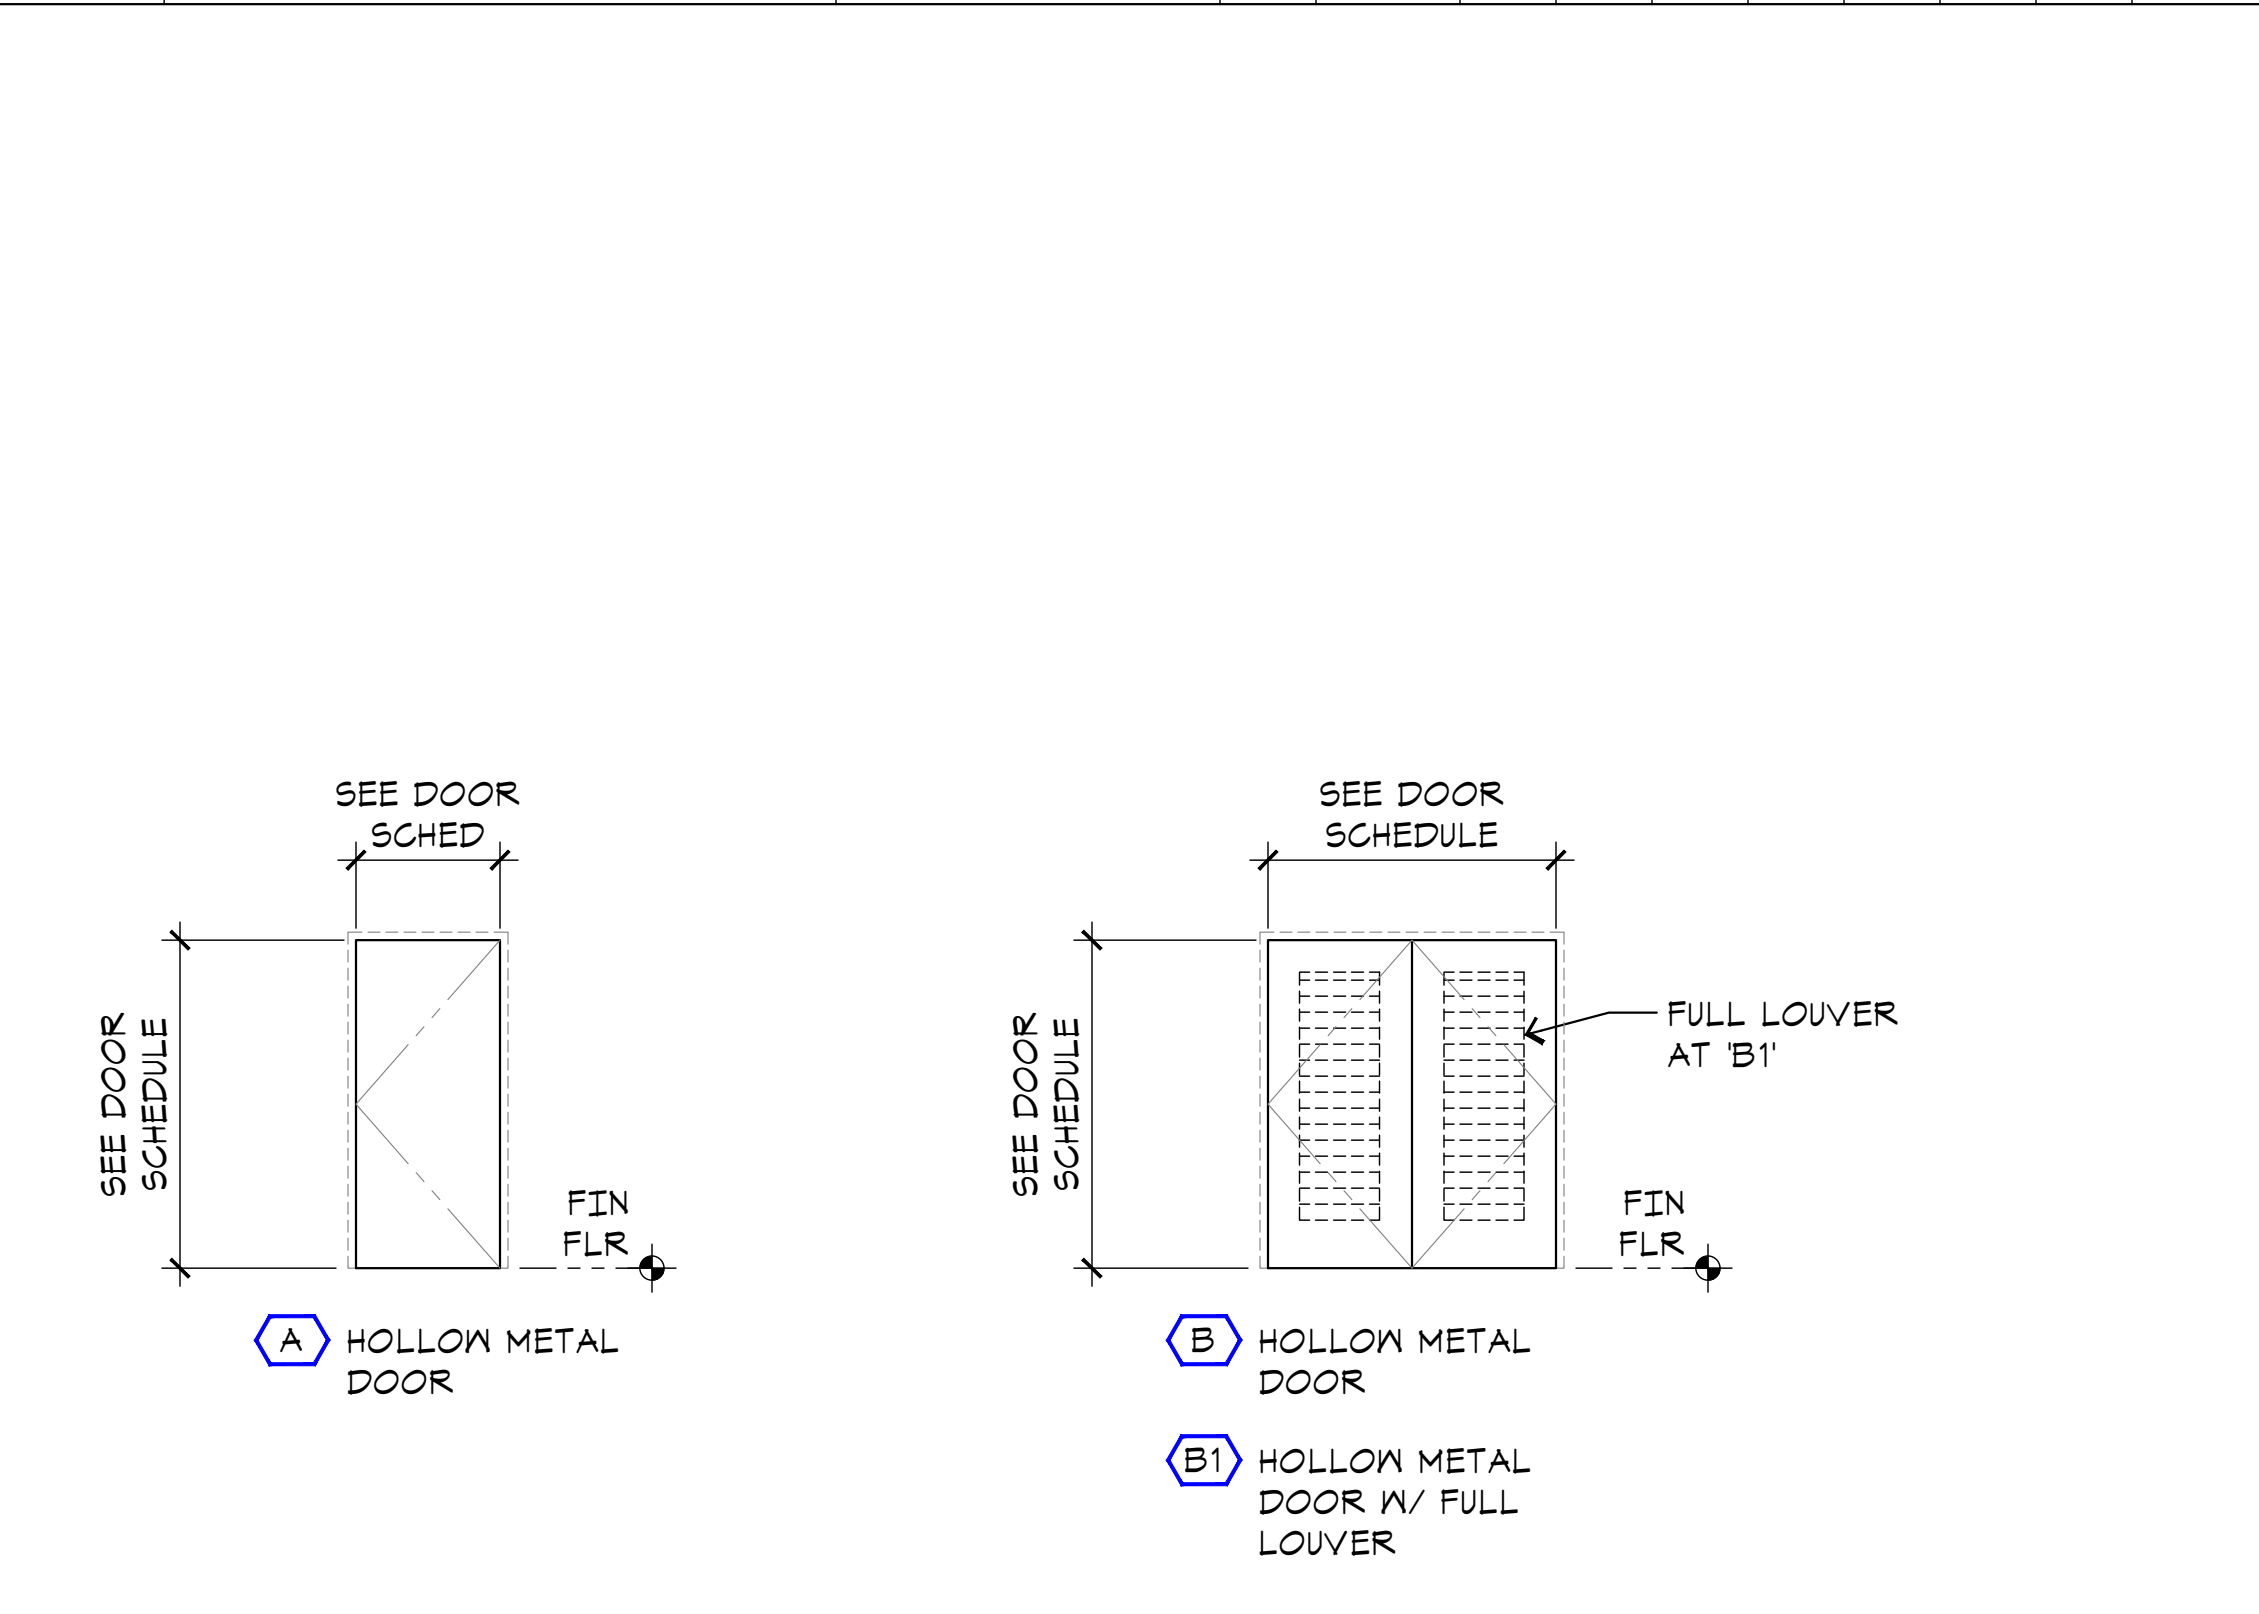 SEE DOOR
SCHED
SEE DOOR
SCHEDULE
FIN
FLR
A HOLLOW METAL
DOOR
SEE DOOR
SCHEDULE
SEE DOOR
SCHEDULE
FULL LOUVER
AT 'B1'
FIN
FLR
B HOLLOW METAL
DOOR
B1 HOLLOW METAL
DOOR W/ FULL
LOUVER